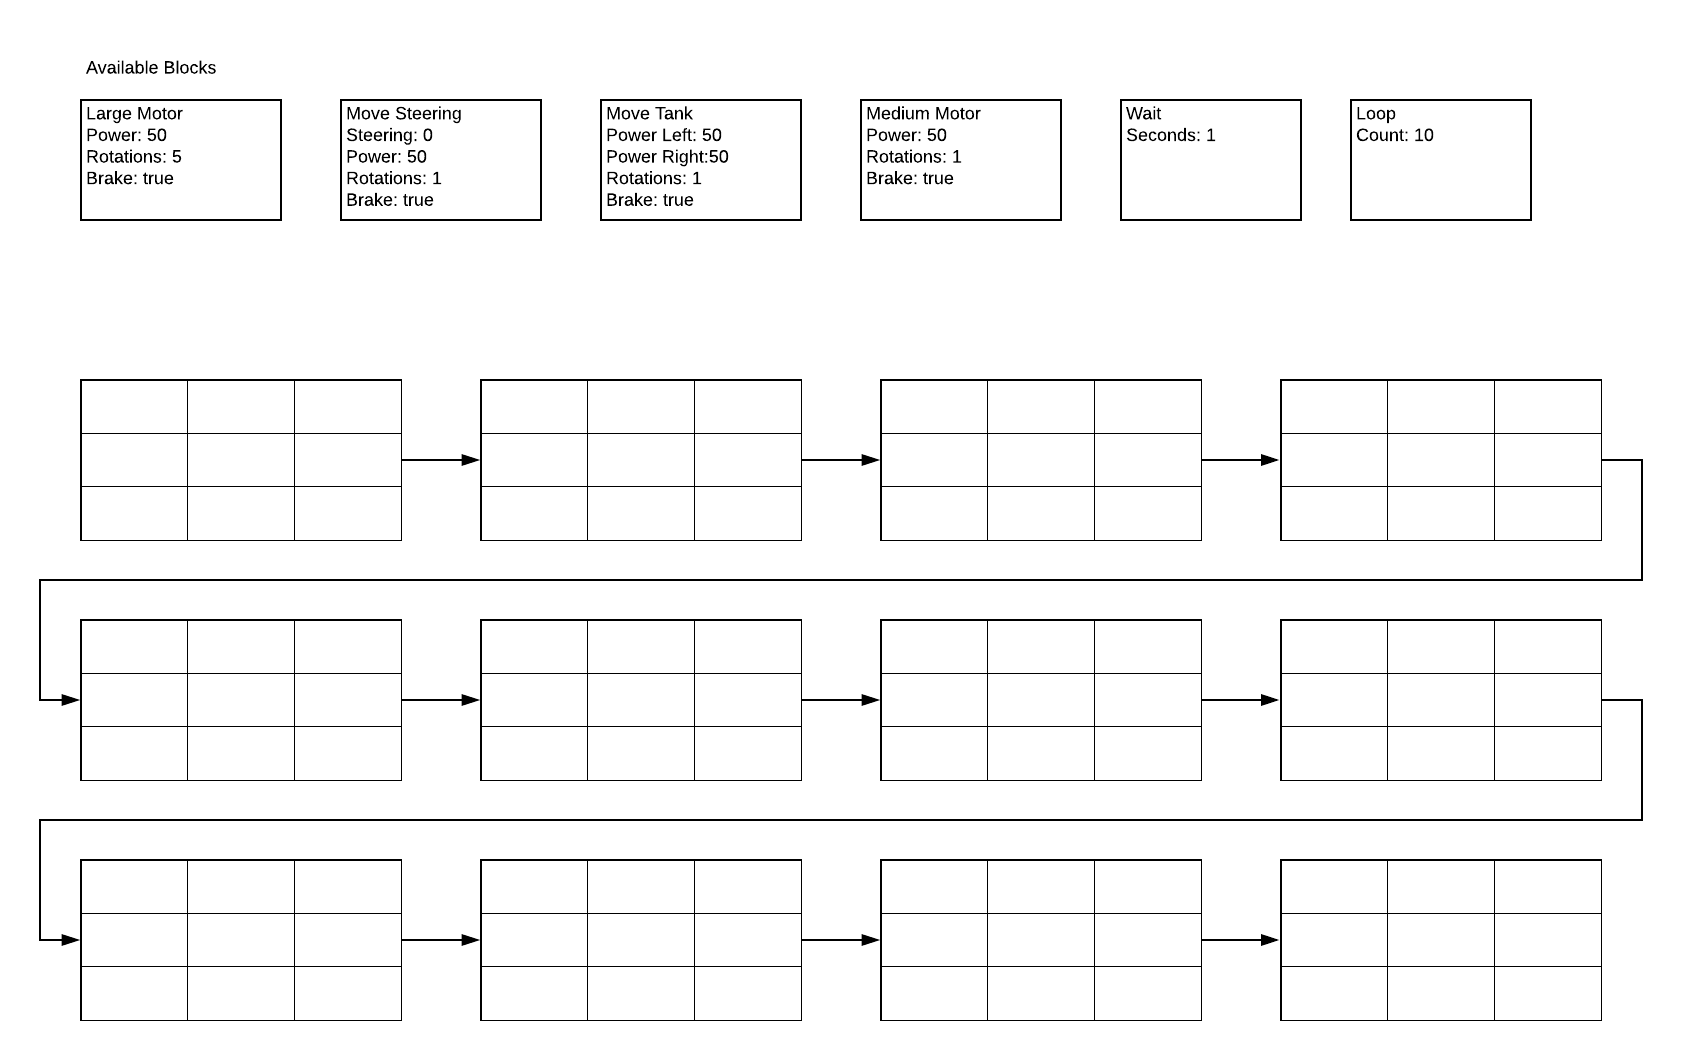 Available Blocks
Large Motor
Power: 50
Rotations: 5
Brake: true
Move Steering
Steering: 0
Power: 50
Rotations: 1
Brake: true
Move Tank
Power Left: 50
Power Right:50
Rotations: 1
Brake: true
Medium Motor
Power: 50
Rotations: 1
Brake: true
Wait
Seconds: 1
Loop
Count: 10